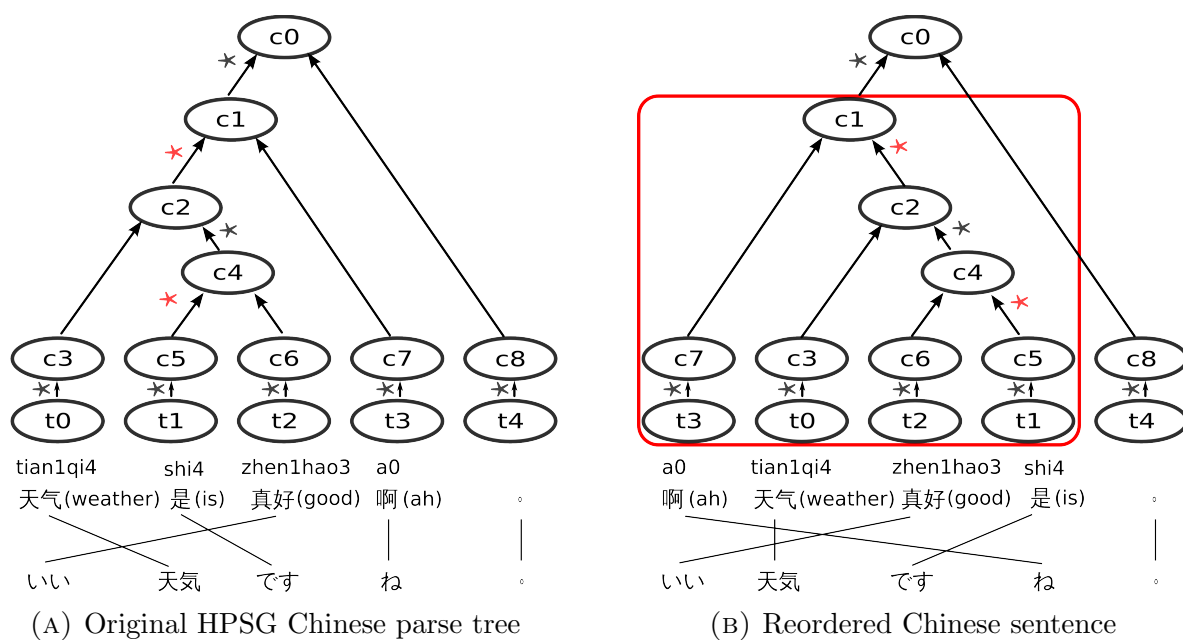 c0 c0
c1 c1
c2 c2
c4 c4
c3 c5 c6 c7 c8 c7 c3 c6 c5 c8
t0 t1 t2 t3 t4 t3 t0 t2 t1 t4
tian1qi4 shi4 zhen1hao3 a0 a0 tian1qi4 zhen1hao3 shi4
天气(weather) 是(is) 真好(good) 啊(ah) 。 啊(ah) 天气(weather) 真好(good) 是(is) 。
いい 天気 です ね 。 いい 天気 です ね 。
(A) Original HPSG Chinese parse tree (B) Reordered Chinese sentence